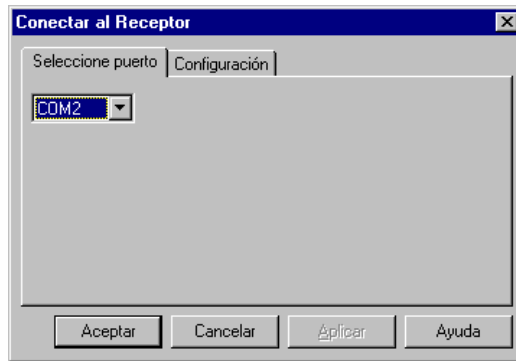 Conectar al Receptor
Seleccione puerto Configuración
COM2
Aceptar Cancelar Aplicar Ayuda